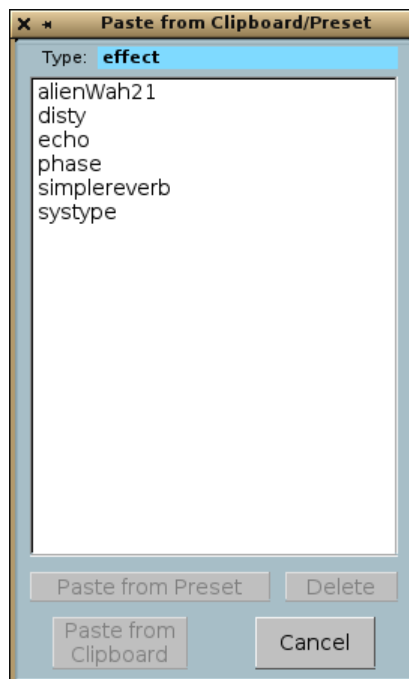 Paste from Clipboard/Preset
Type: effect
alienWah21
disty
echo
phase
simplereverb
systype
Paste from Preset Delete
Paste from
Clipboard
Cancel